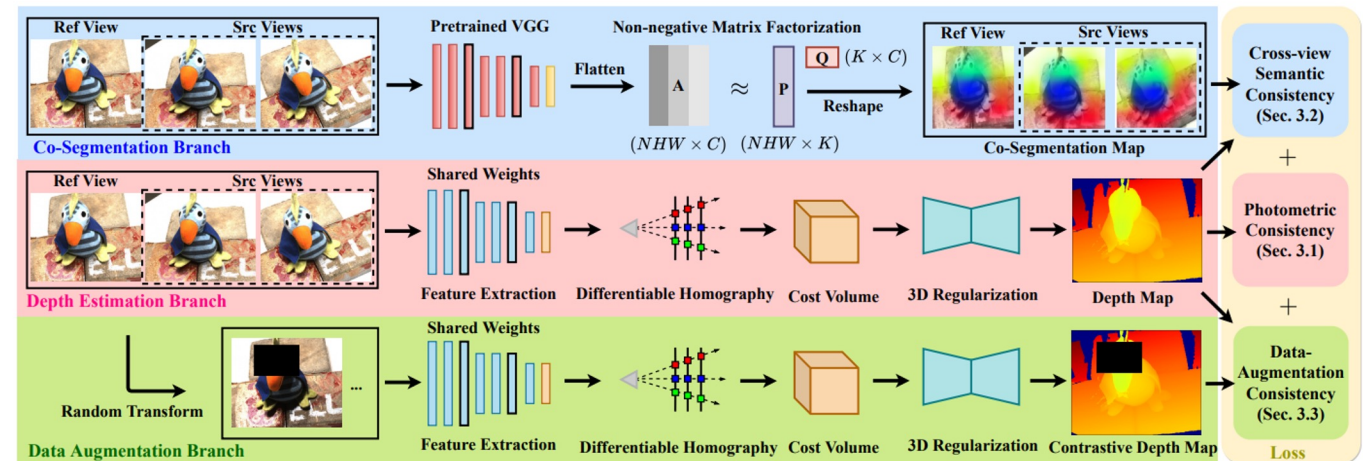 Ref View
Src Views
Pretrained VGG
Non-negative Matrix Factorization
Flatten
A
≈
P
Q
(K × C)
Reshape
(NHW × C)
(NHW × K)
Ref View
Src Views
Co-Segmentation Map
Co-Segmentation Branch
Cross-view
Semantic
Consistency
(Sec. 3.2)
+
Ref View
Src Views
Shared Weights
Feature Extraction
Differentiable Homography
Cost Volume
3D Regularization
Depth Map
Depth Estimation Branch
Photometric
Consistency
(Sec. 3.1)
+
Random Transform
...
Shared Weights
Feature Extraction
Differentiable Homography
Cost Volume
3D Regularization
Contrastive Depth Map
Data Augmentation Branch
Data-
Augmentation
Consistency
(Sec. 3.3)
Loss